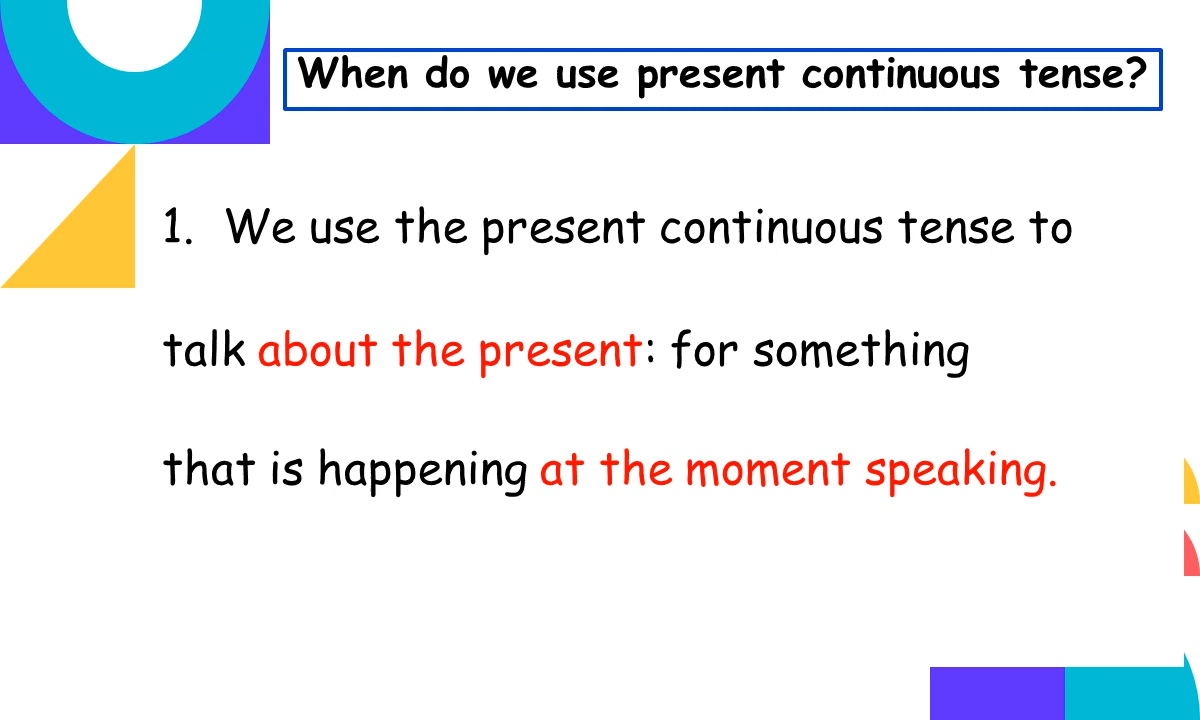 When do we use present continuous tense?
1. We use the present continuous tense to
talk about the present: for something
that is happening at the moment speaking.